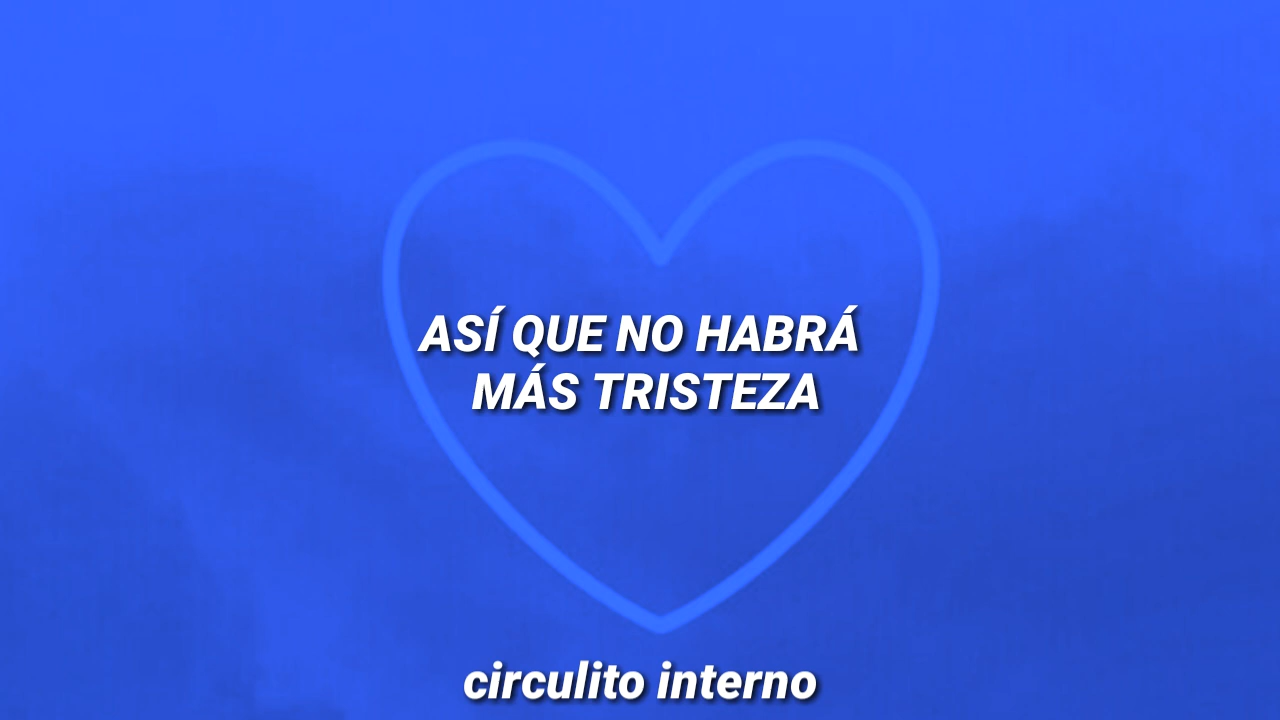 ASÍ QUE NO HABRÁ
MÁS TRISTEZA
circulito interno